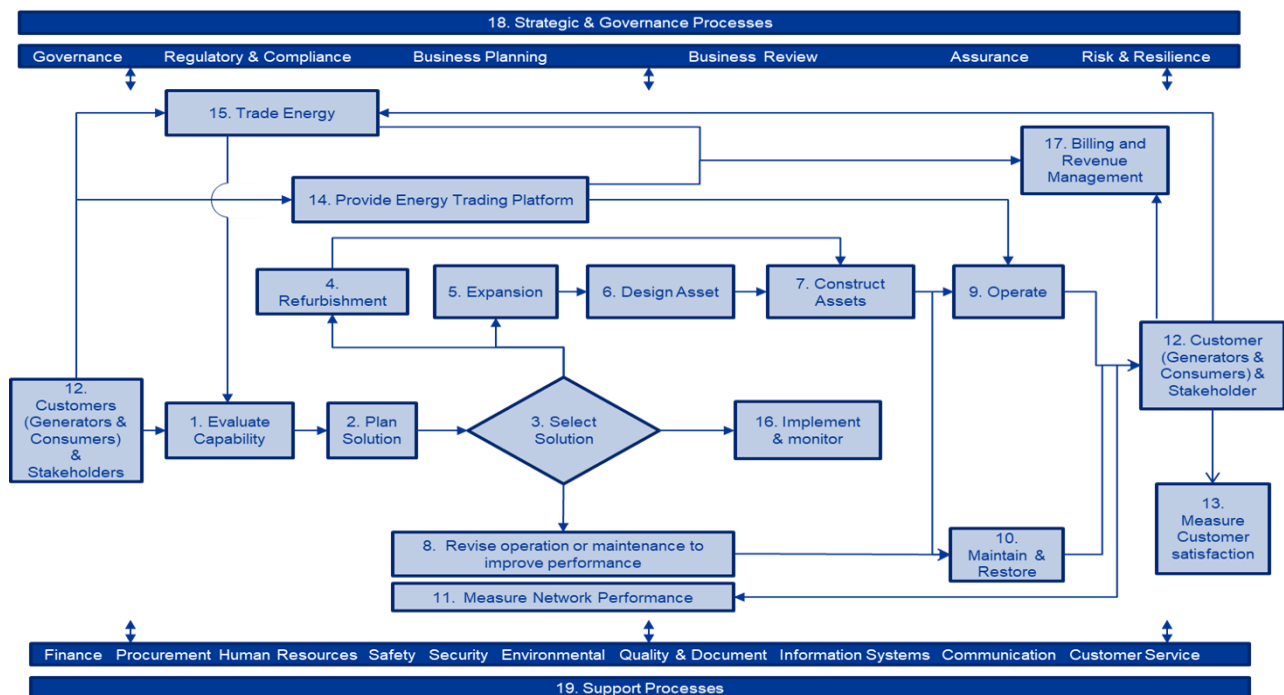 18. Strategic & Governance Processes
Governance Regulatory & Compliance Business Planning Business Review Assurance Risk & Resilience
15. Trade Energy
17. Billing and
Revenue
Management
14. Provide Energy Trading Platform
4.
Refurbishment
5. Expansion
6. Design Asset
7. Construct
Assets
9. Operate
12.
Customers
(Generators &
Consumers)
&
Stakeholders
1. Evaluate
Capability
2. Plan
Solution
3. Select
Solution
16. Implement
& monitor
12. Customer
(Generators &
Consumers) &
Stakeholder
8. Revise operation or maintenance to
improve performance
10.
Maintain &
Restore
13.
Measure
Customer
satisfaction
11. Measure Network Performance
Finance Procurement Human Resources Safety Security Environmental Quality & Document Information Systems Communication Customer Service
19. Support Processes